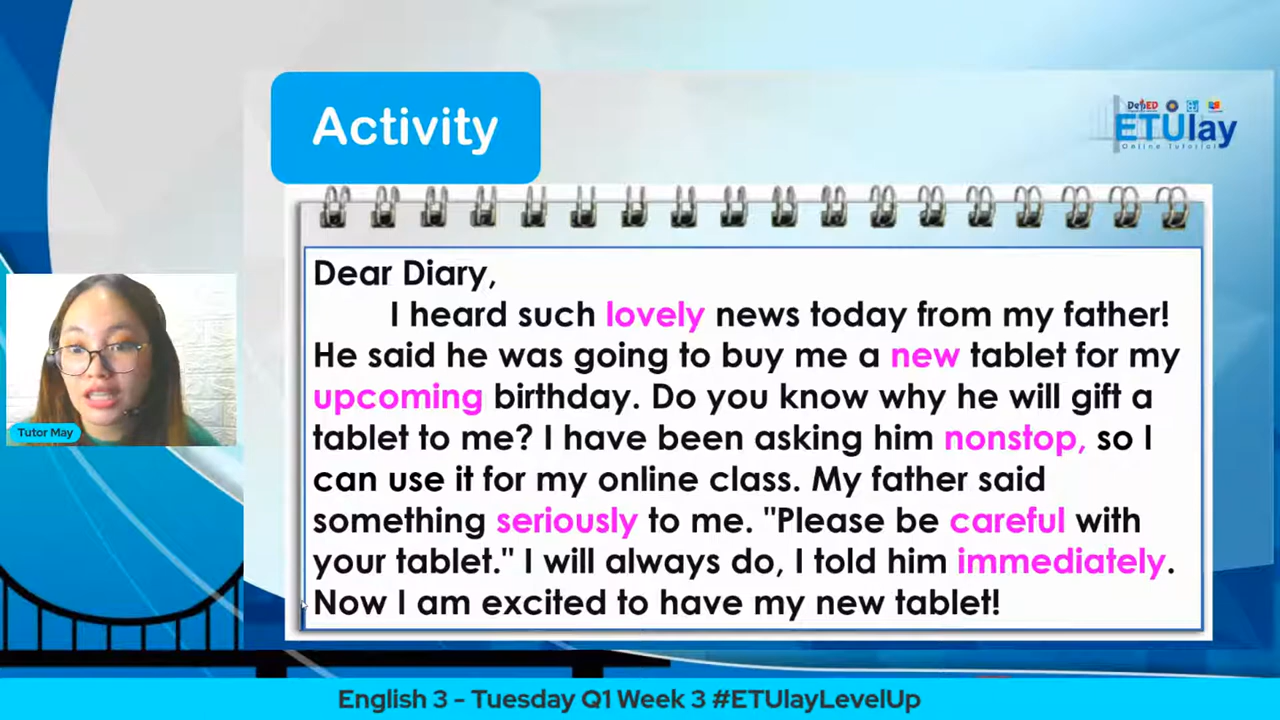 Activity
DepED
ETUlay
Online Tutorial
Dear Diary,
I heard such lovely news today from my father!
He said he was going to buy me a new tablet for my
upcoming birthday. Do you know why he will gift a
tablet to me? I have been asking him nonstop, so I
can use it for my online class. My father said
something seriously to me. "Please be careful with
your tablet." I will always do, I told him immediately.
Now I am excited to have my new tablet!
Tutor May
English 3 - Tuesday Q1 Week 3 #ETUlayLevelUp